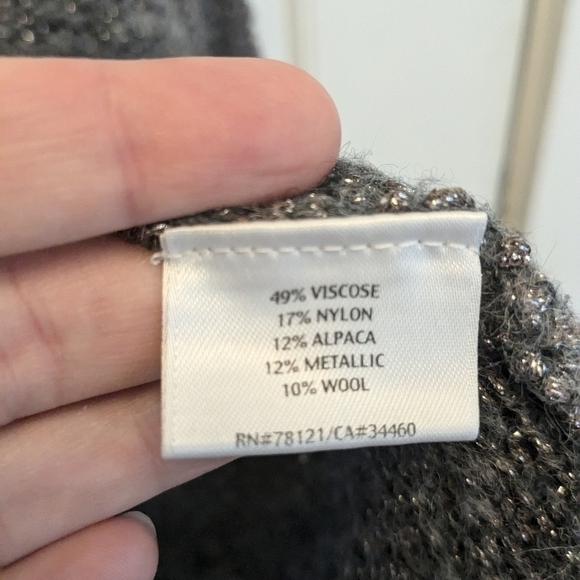 49% VISCOSE
17% NYLON
12% ALPACA
12% METALLIC
10% WOOL
RN#78121/CA#34460